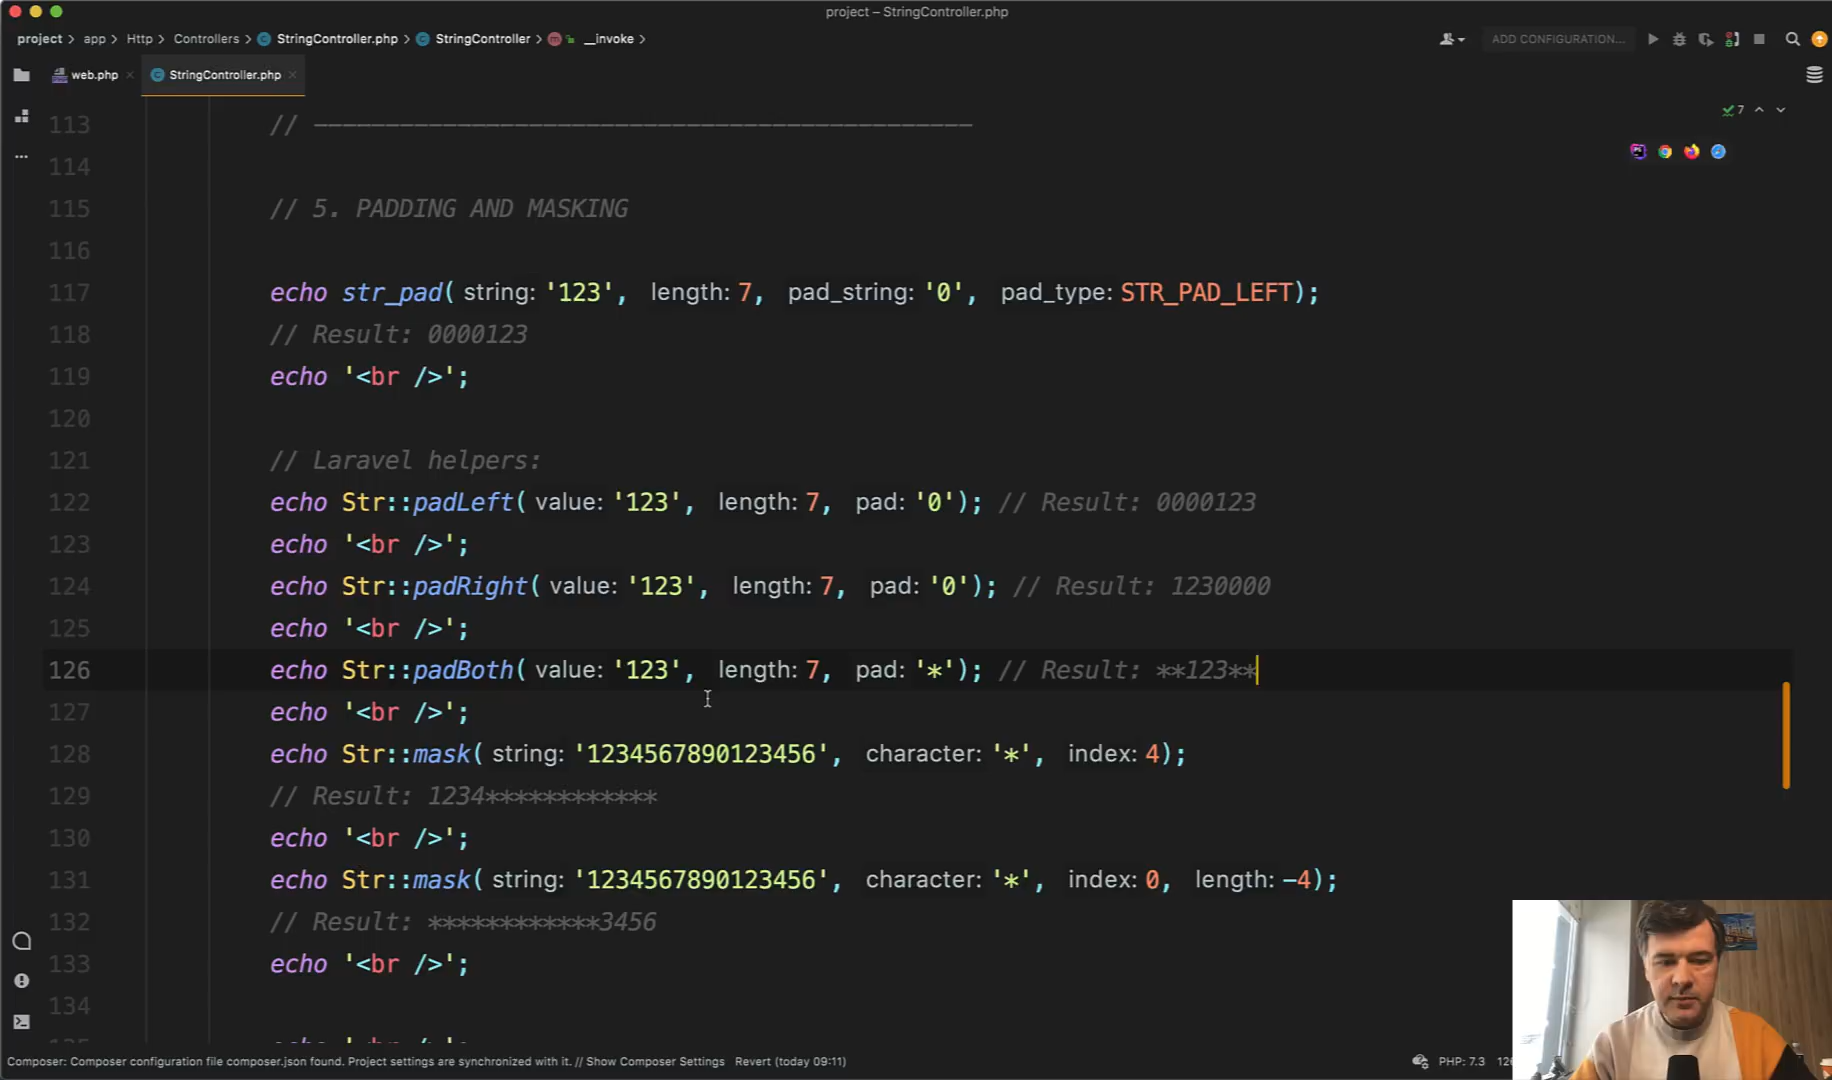 project – StringController.php
project > app > Http > Controllers > StringController.php > StringController > __invoke >
ADD CONFIGURATION...
web.php
StringController.php
7
113 // ——————————————————————————————
114
115 // 5. PADDING AND MASKING
116
117 echo str_pad( string: '123', length: 7, pad_string: '0', pad_type: STR_PAD_LEFT);
118 // Result: 0000123
119 echo '<br />';
120
121 // Laravel helpers:
122 echo Str::padLeft( value: '123', length: 7, pad: '0'); // Result: 0000123
123 echo '<br />';
124 echo Str::padRight( value: '123', length: 7, pad: '0'); // Result: 1230000
125 echo '<br />';
126 echo Str::padBoth( value: '123', length: 7, pad: '*'); // Result: **123**
127 echo '<br />';
128 echo Str::mask( string: '1234567890123456', character: '*', index: 4);
129 // Result: 1234************
130 echo '<br />';
131 echo Str::mask( string: '1234567890123456', character: '*', index: 0, length: -4);
132 // Result: ************3456
133 echo '<br />';
134
Composer: Composer configuration file composer.json found. Project settings are synchronized with it. // Show Composer Settings Revert (today 09:11)
PHP: 7.3